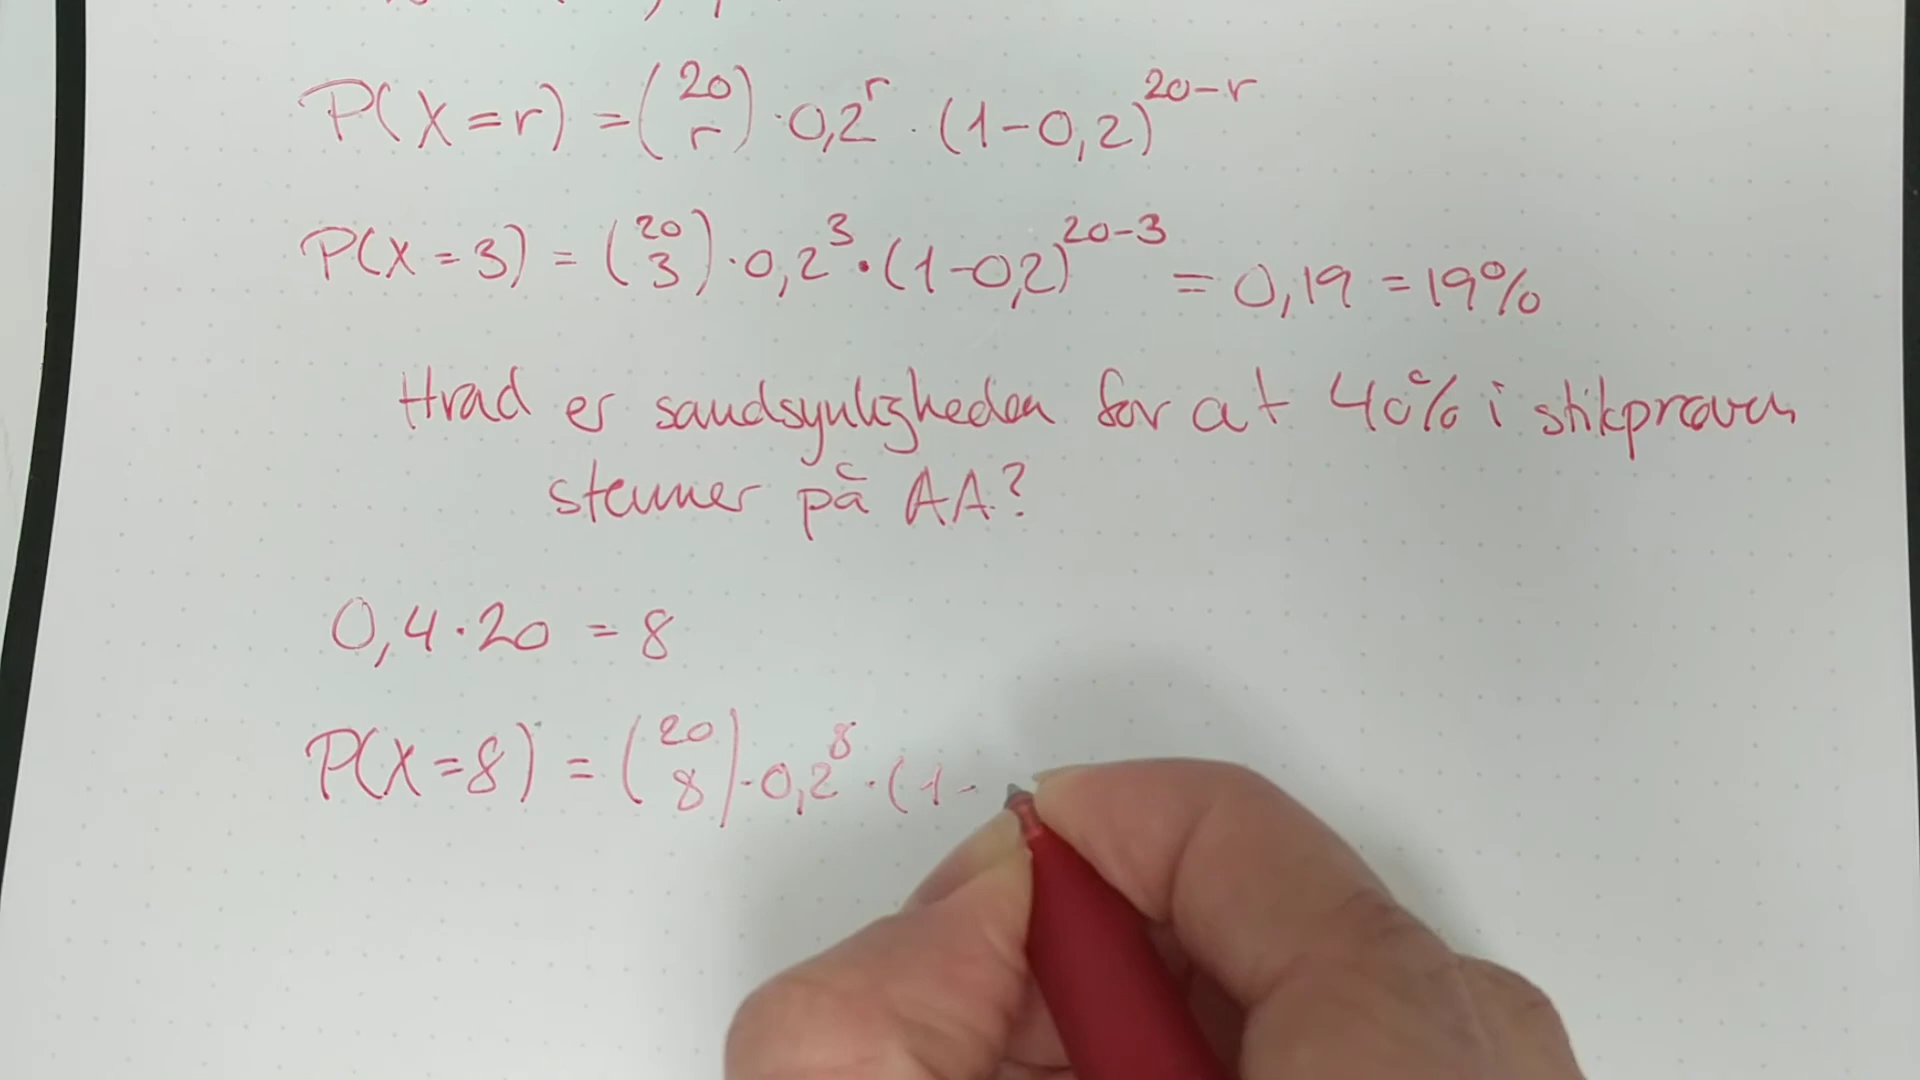 P(X=r) = (20 r) · 0,2^r · (1-0,2)^20-r
P(X=3) = (20 3) · 0,2^3 · (1-0,2)^20-3 = 0,19 = 19%
Hvad er sandsynligheden for at 40% i stikprøven
stemmer på AA?
0,4 · 20 = 8
P(X=8) = (20 8) · 0,2^8 · (1-